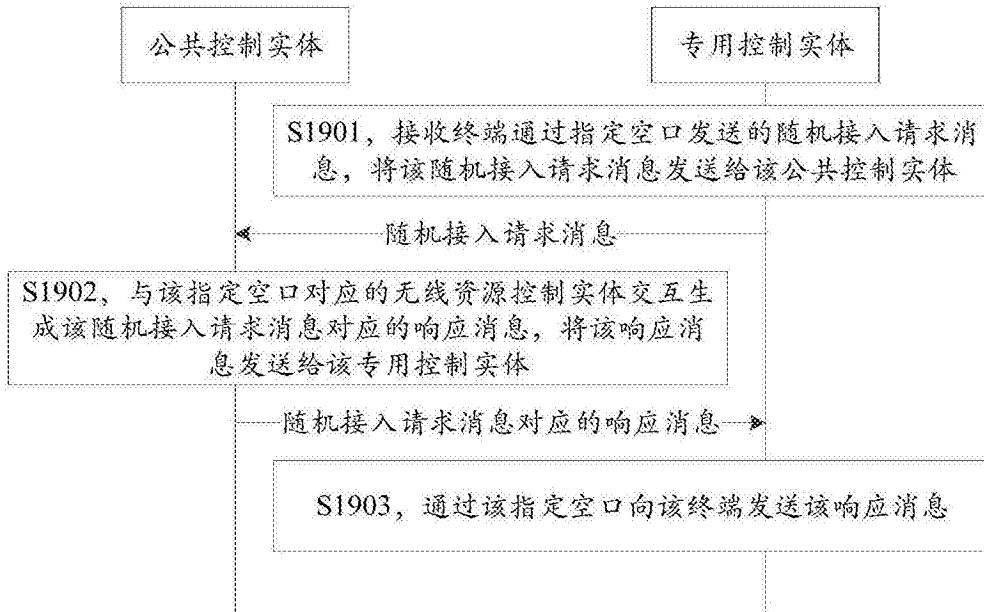 公共控制实体
专用控制实体
S1901，接收终端通过指定空口发送的随机接入请求消
息，将该随机接入请求消息发送给该公共控制实体
随机接入请求消息
S1902，与该指定空口对应的无线资源控制实体交互生
成该随机接入请求消息对应的响应消息，将该响应消
息发送给该专用控制实体
随机接入请求消息对应的响应消息
S1903，通过该指定空口向该终端发送该响应消息